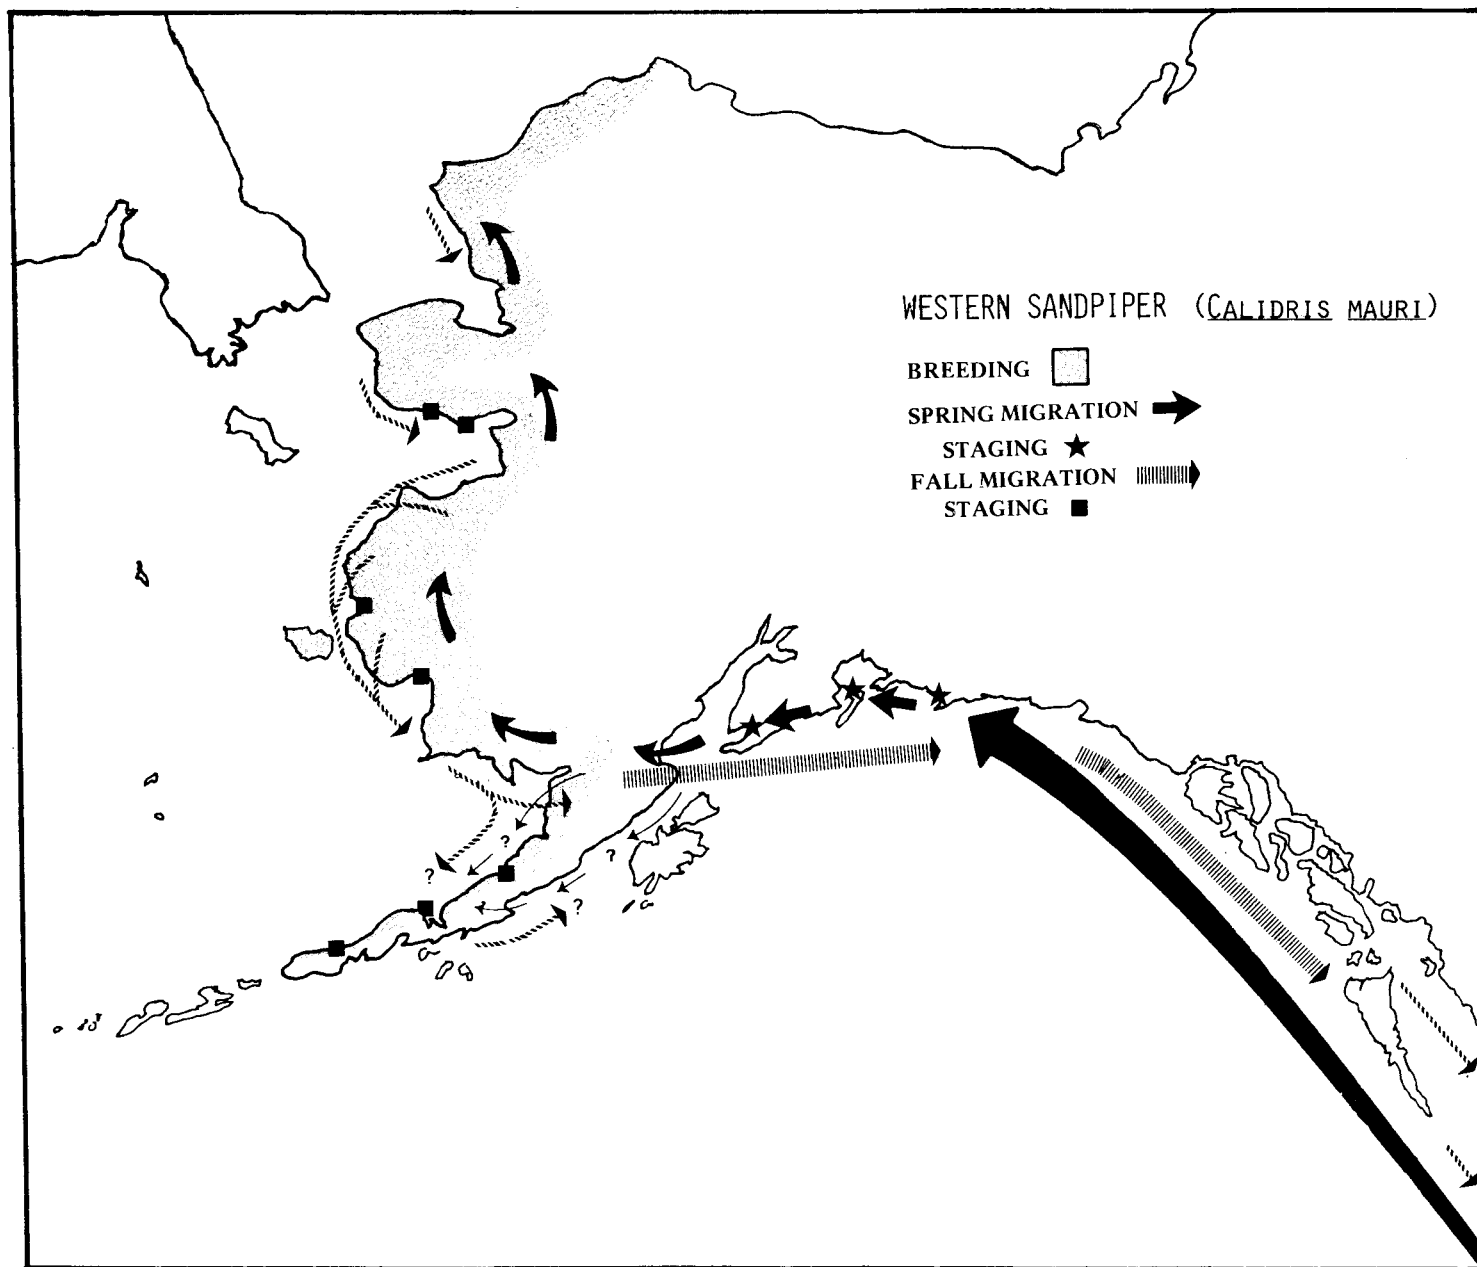 WESTERN SANDPIPER (CALIDRIS MAURI)
BREEDING
SPRING MIGRATION
STAGING
FALL MIGRATION
STAGING
?
?
?
?